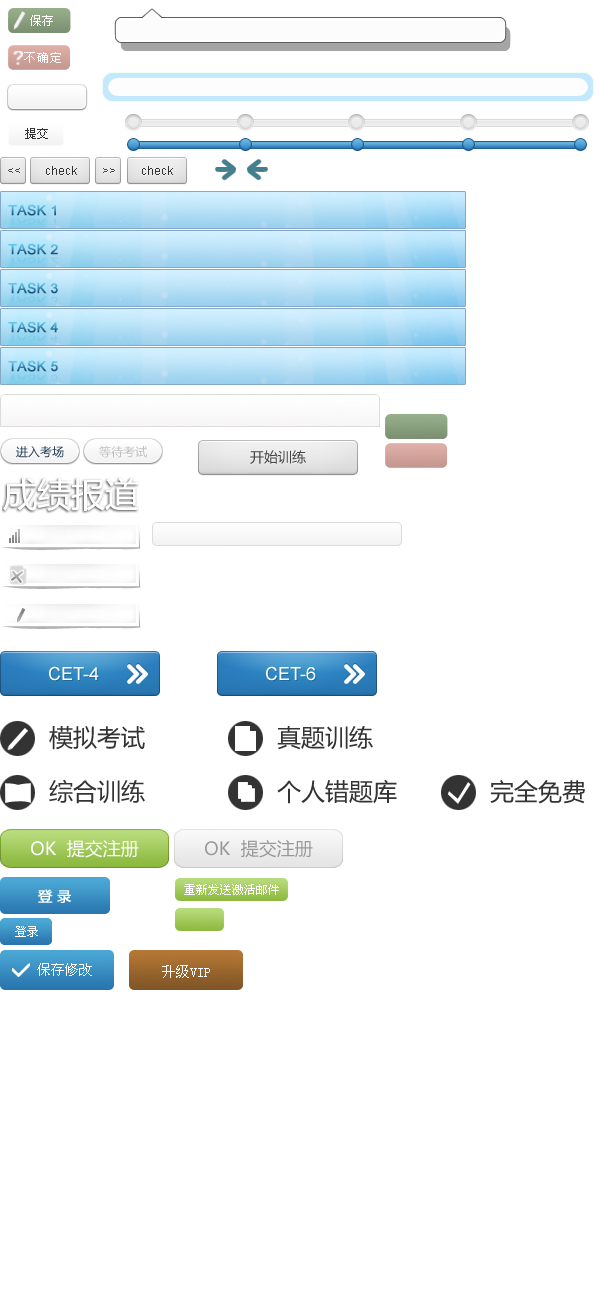 保存
?不确定
提交
<< check >> check
TASK 1
TASK 2
TASK 3
TASK 4
TASK 5
进入考场 等待考试 开始训练
成绩报道
CET-4 CET-6
模拟考试 真题训练
综合训练 个人错题库 完全免费
OK 提交注册 OK 提交注册
登录 重新发送激活邮件
登录
保存修改 升级VIP